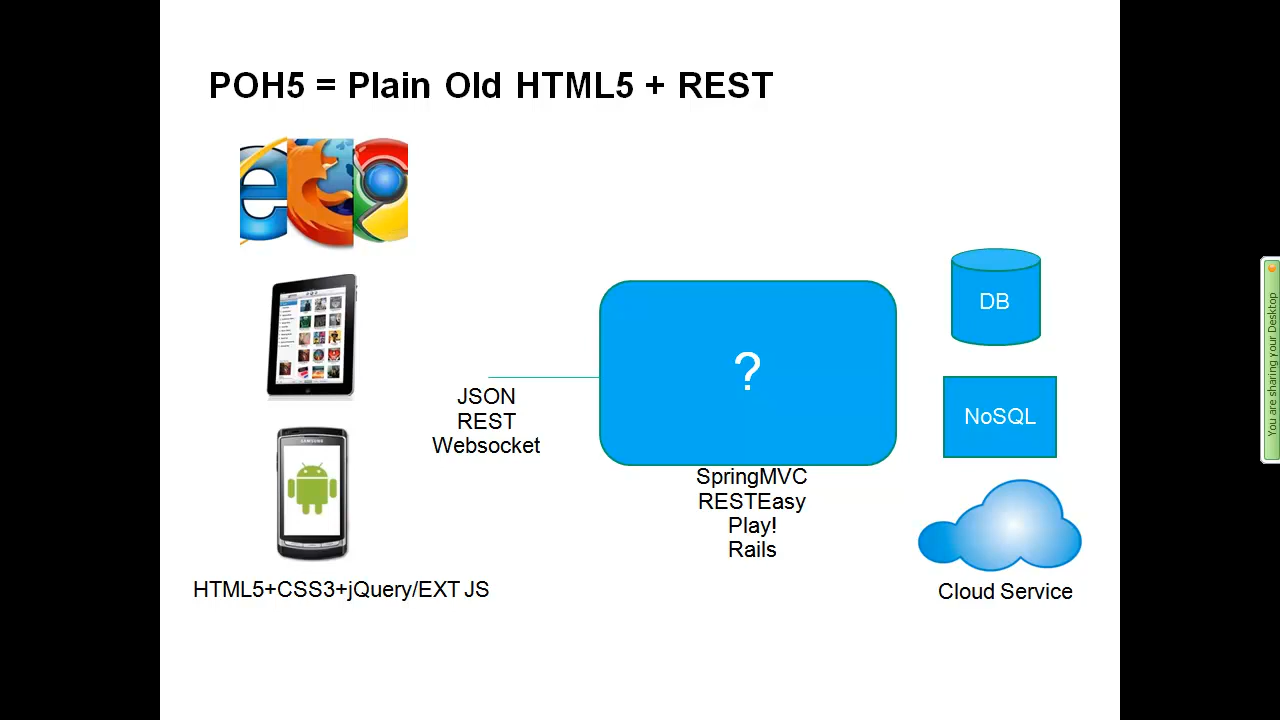 POH5 = Plain Old HTML5 + REST
SAMSUNG
JSON
REST
Websocket
HTML5+CSS3+jQuery/EXT JS
?
SpringMVC
RESTEasy
Play!
Rails
DB
NoSQL
Cloud Service
You are sharing your Desktop